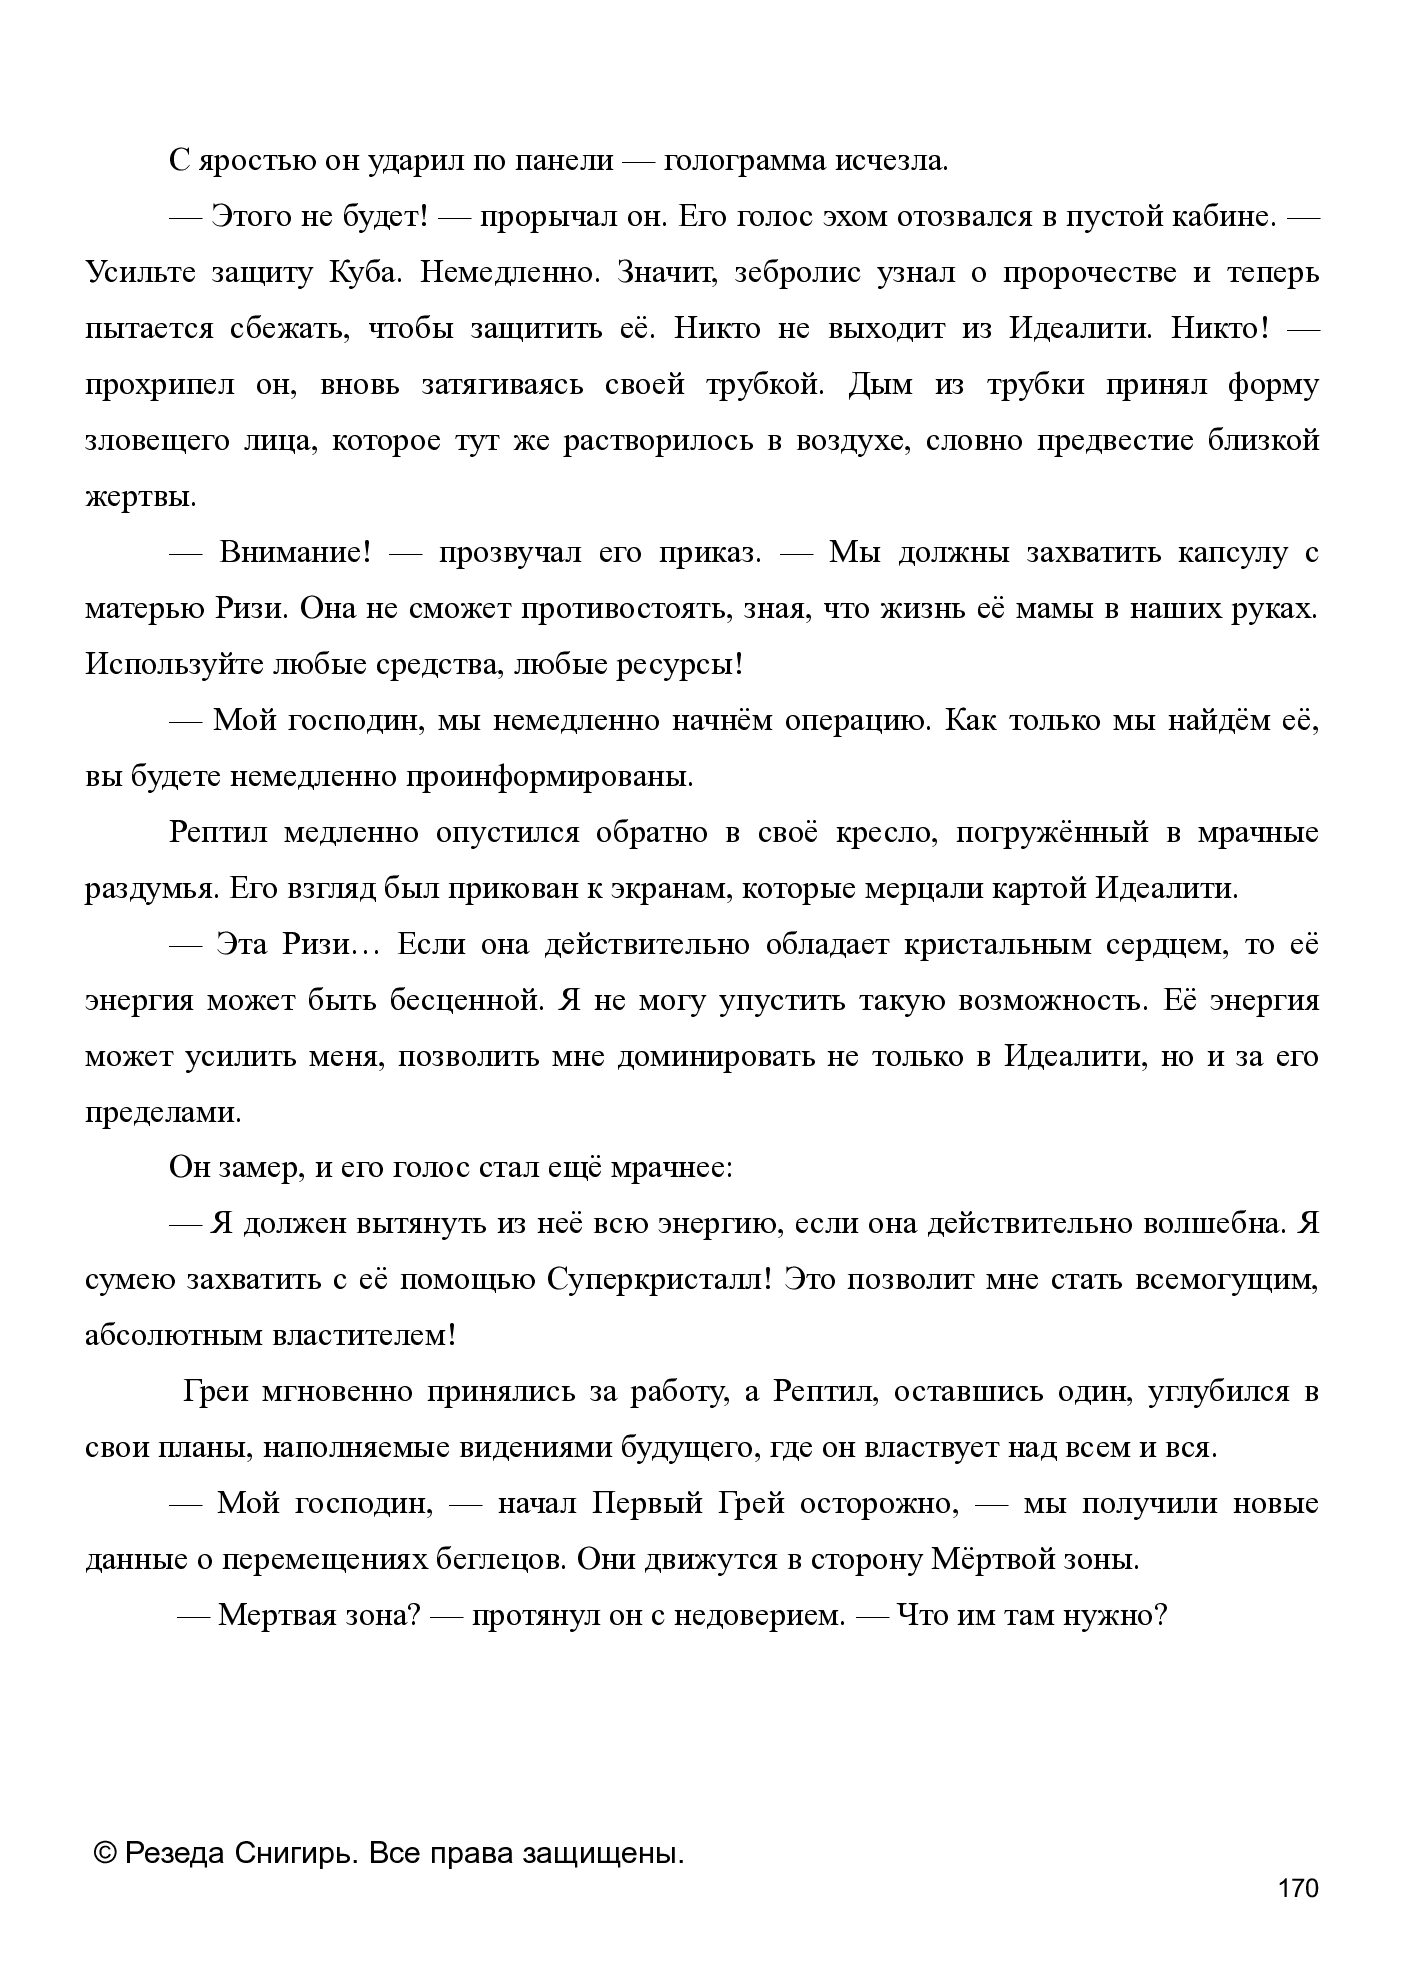 С яростью он ударил по панели — голограмма исчезла.
— Этого не будет! — прорычал он. Его голос эхом отозвался в пустой кабине. —
Усильте защиту Куба. Немедленно. Значит, зебролис узнал о пророчестве и теперь
пытается сбежать, чтобы защитить её. Никто не выходит из Идеалити. Никто! —
прохрипел он, вновь затягиваясь своей трубкой. Дым из трубки принял форму
зловещего лица, которое тут же растворилось в воздухе, словно предвестие близкой
жертвы.
— Внимание! — прозвучал его приказ. — Мы должны захватить капсулу с
матерью Ризи. Она не сможет противостоять, зная, что жизнь её мамы в наших руках.
Используйте любые средства, любые ресурсы!
— Мой господин, мы немедленно начнём операцию. Как только мы найдём её,
вы будете немедленно проинформированы.
Рептил медленно опустился обратно в своё кресло, погружённый в мрачные
раздумья. Его взгляд был прикован к экранам, которые мерцали картой Идеалити.
— Эта Ризи… Если она действительно обладает кристальным сердцем, то её
энергия может быть бесценной. Я не могу упустить такую возможность. Её энергия
может усилить меня, позволить мне доминировать не только в Идеалити, но и за его
пределами.
Он замер, и его голос стал ещё мрачнее:
— Я должен вытянуть из неё всю энергию, если она действительно волшебна. Я
сумею захватить с её помощью Суперкристалл! Это позволит мне стать всемогущим,
абсолютным властителем!
Греи мгновенно принялись за работу, а Рептил, оставшись один, углубился в
свои планы, наполняемые видениями будущего, где он властвует над всем и вся.
— Мой господин, — начал Первый Грей осторожно, — мы получили новые
данные о перемещениях беглецов. Они движутся в сторону Мёртвой зоны.
— Мертвая зона? — протянул он с недоверием. — Что им там нужно?
© Резеда Снигирь. Все права защищены.
170